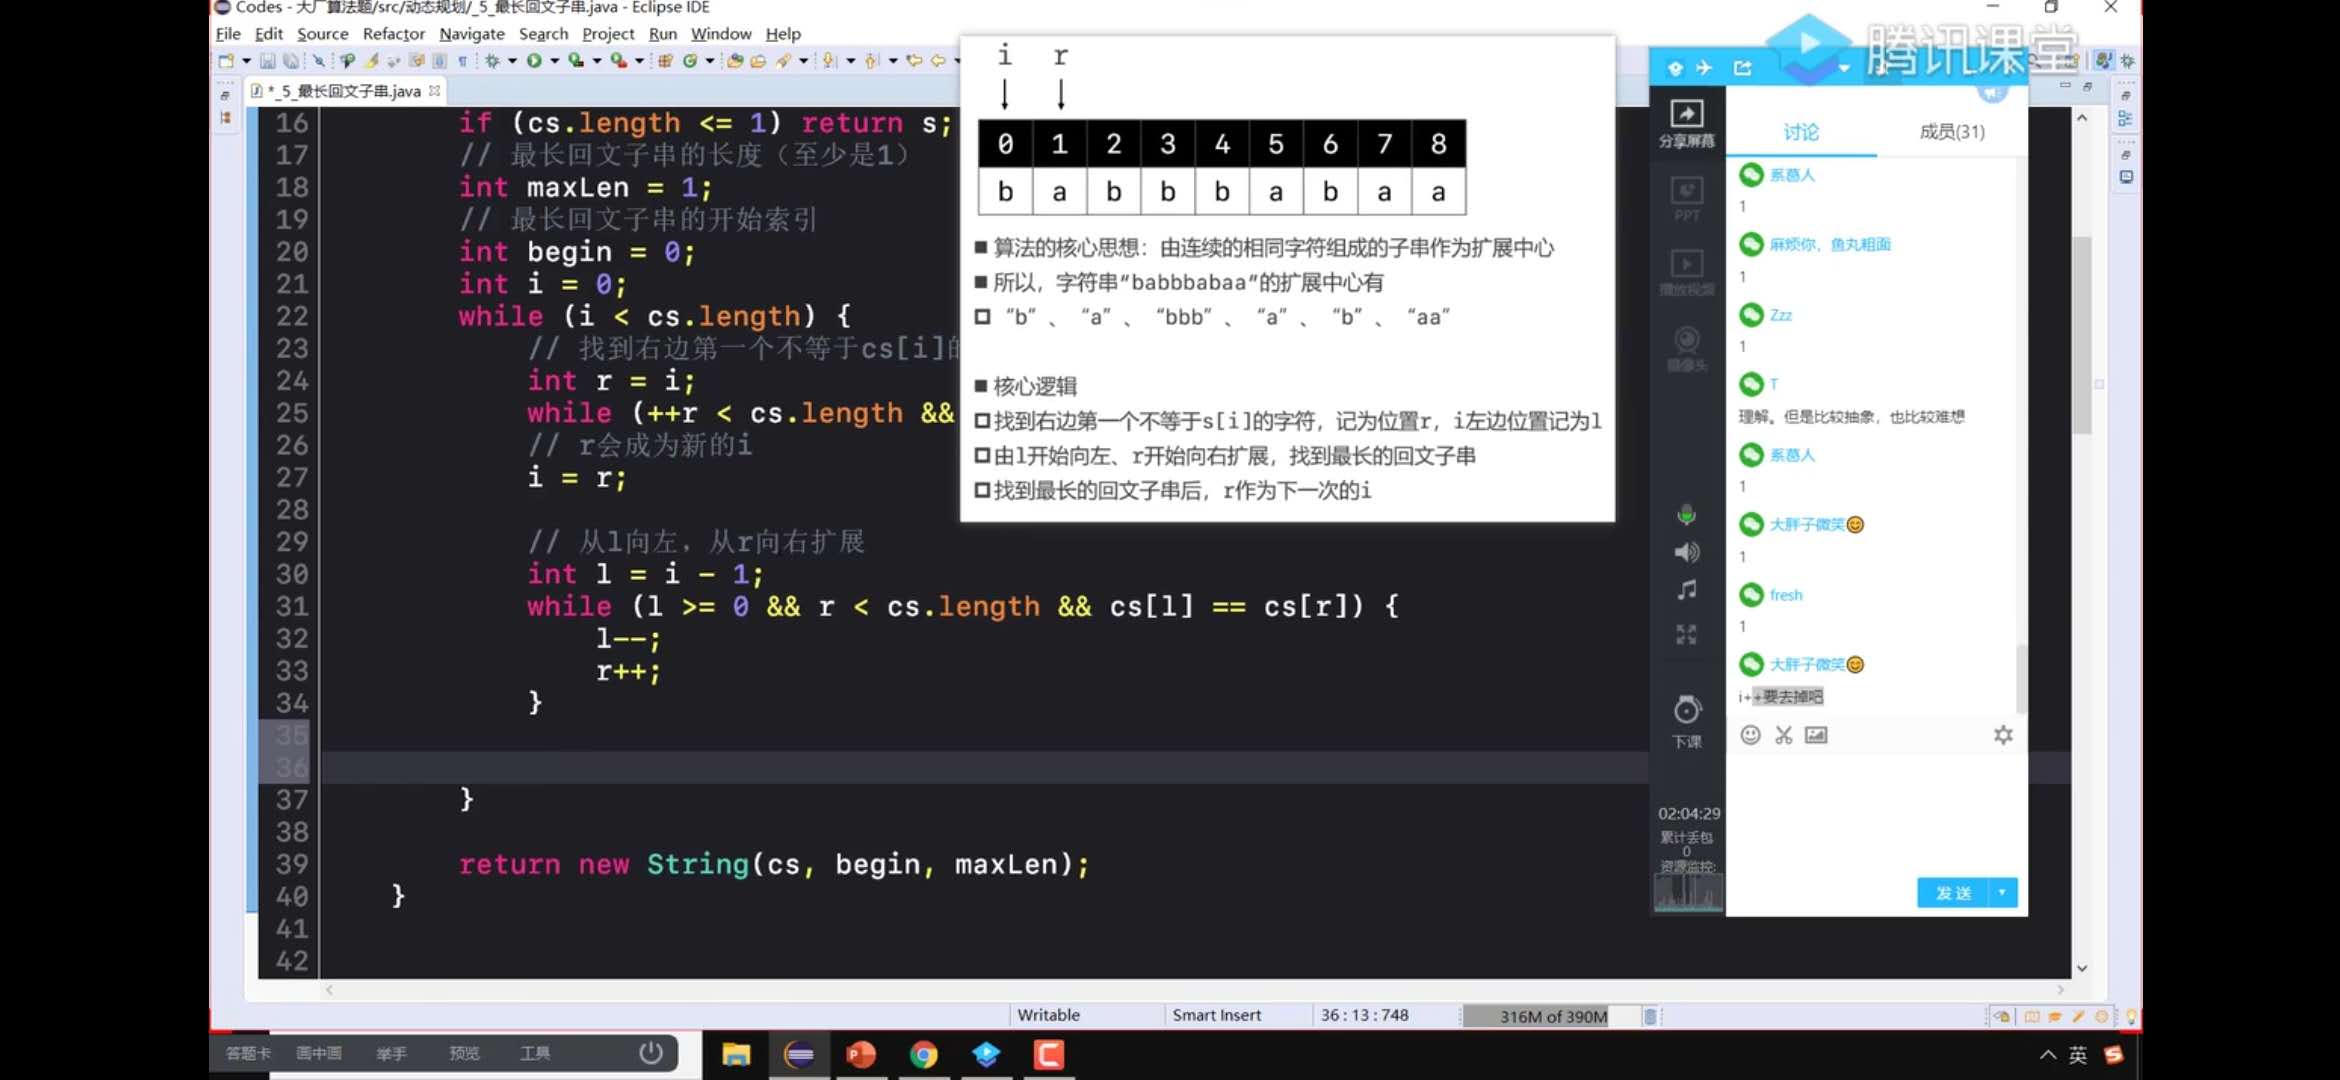 Codes - 大厂算法题/src/动态规划/_5_最长回文子串.java - Eclipse IDE
File Edit Source Refactor Navigate Search Project Run Window Help
腾讯课堂
*_5_最长回文子串.java
16 if (cs.length <= 1) return s;
17 // 最长回文子串的长度（至少是1）
18 int maxLen = 1;
19 // 最长回文子串的开始索引
20 int begin = 0;
21 int i = 0;
22 while (i < cs.length) {
23 // 找到右边第一个不等于cs[i]的
24 int r = i;
25 while (++r < cs.length &&
26 // r会成为新的i
27 i = r;
28
29 // 从l向左，从r向右扩展
30 int l = i - 1;
31 while (l >= 0 && r < cs.length && cs[l] == cs[r]) {
32 l--;
33 r++;
34 }
35
36
37 }
38
39 return new String(cs, begin, maxLen);
40 }
41
42
i r
0 1 2 3 4 5 6 7 8
b a b b b a b a a
■ 算法的核心思想：由连续的相同字符组成的子串作为扩展中心
■ 所以，字符串“babbbabaa”的扩展中心有
“b”、“a”、“bbb”、“a”、“b”、“aa”
■ 核心逻辑
找到右边第一个不等于s[i]的字符，记为位置r，i左边位置记为l
由l开始向左、r开始向右扩展，找到最长的回文子串
找到最长的回文子串后，r作为下一次的i
分享屏幕
PPT
播放视频
摄像头
下课
02:04:29
累计丢包
0
资源监控:
讨论 成员(31)
系葛人
1
麻烦你，鱼丸粗面
1
Zzz
1
T
理解。但是比较抽象，也比较难想
系葛人
1
大胖子微笑😊
1
fresh
1
大胖子微笑😊
i++要去掉吧
发送
Writable Smart Insert 36 : 13 : 748 316M of 390M
答题卡 画中画 举手 预览 工具
英